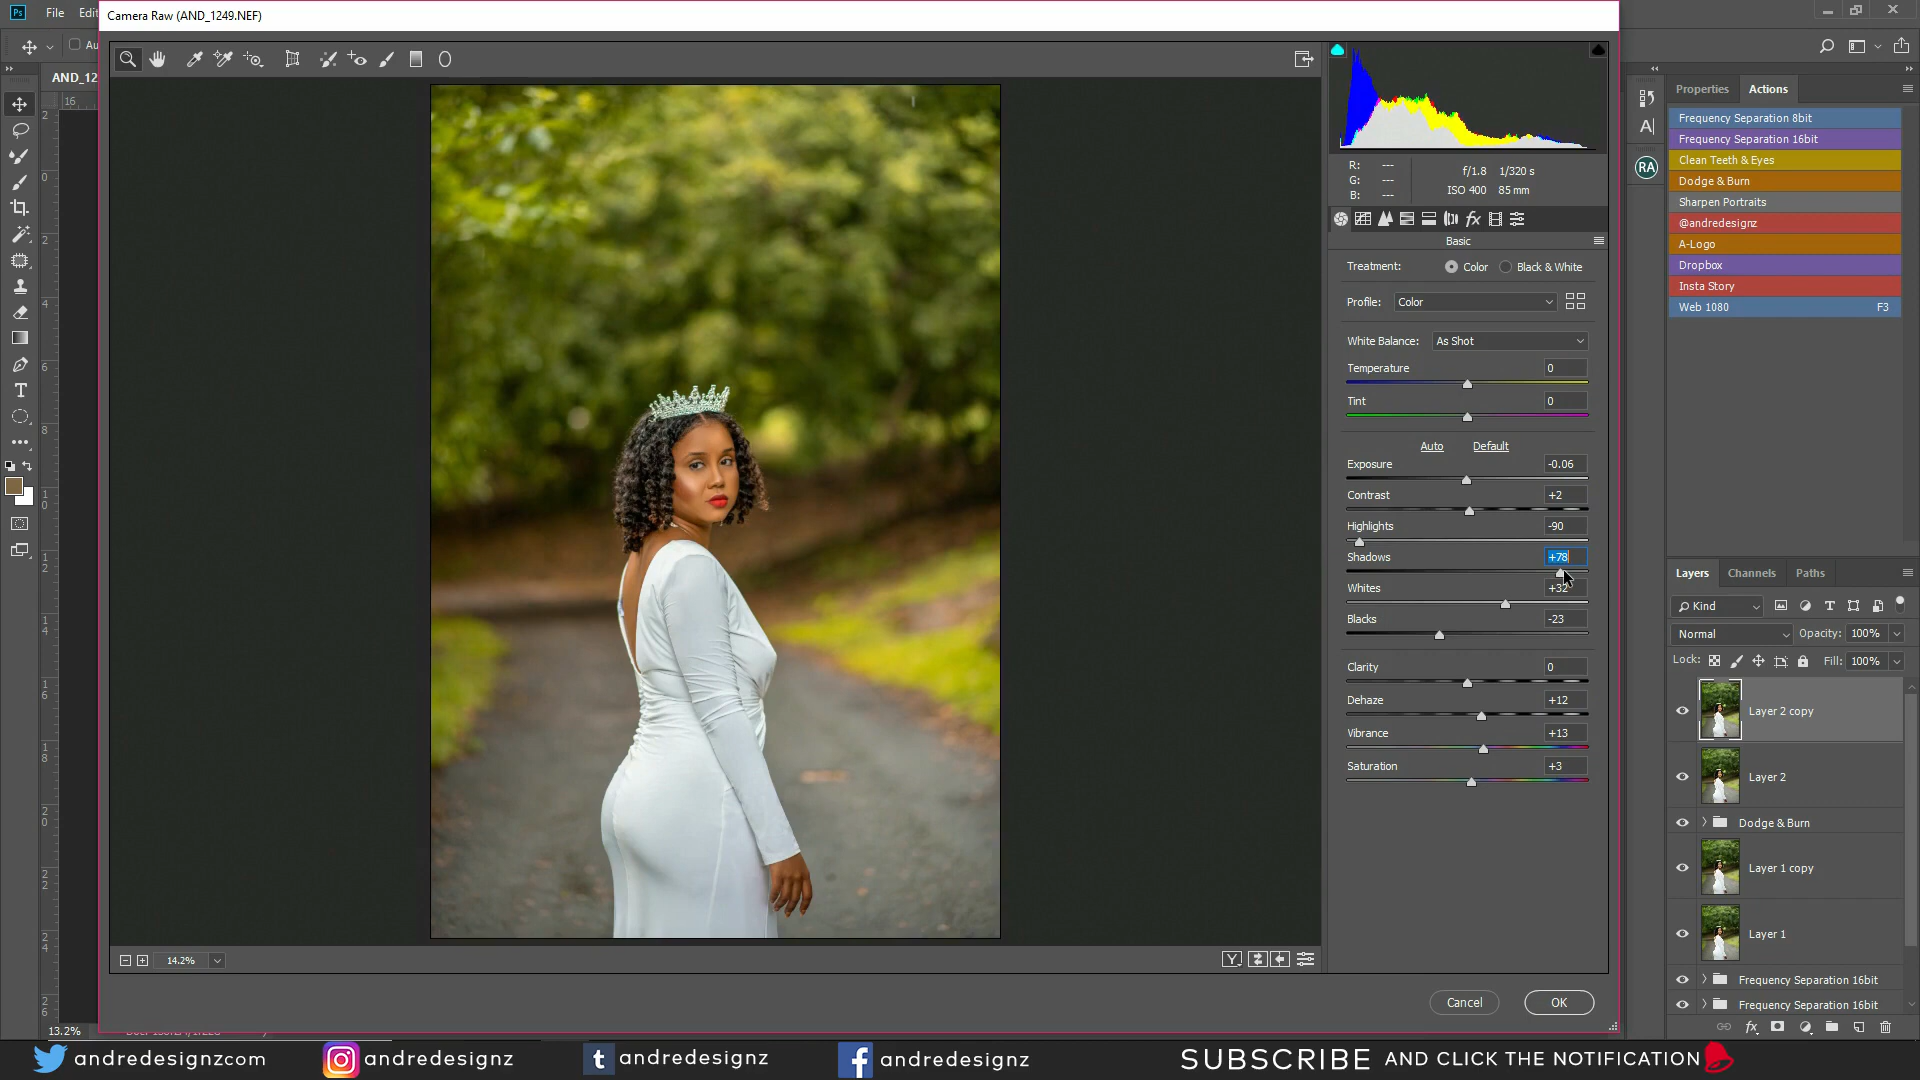 Ps File Edi
Camera Raw (AND_1249.NEF)
Au
AND_12
16
R: ---
G: ---
B: ---
f/1.8 1/320 s
ISO 400 85 mm
Basic
Treatment: Color Black & White
Profile: Color
White Balance: As Shot
Temperature 0
Tint 0
Auto Default
Exposure -0.06
Contrast +2
Highlights -90
Shadows +78
Whites +32
Blacks -23
Clarity 0
Dehaze +12
Vibrance +13
Saturation +3
14.2%
Y
Cancel OK
13.2%
Properties Actions
A|
RA
Frequency Separation 8bit
Frequency Separation 16bit
Clean Teeth & Eyes
Dodge & Burn
Sharpen Portraits
@andredesignz
A-Logo
Dropbox
Insta Story
Web 1080 F3
Layers Channels Paths
Kind
Normal Opacity: 100%
Lock: Fill: 100%
Layer 2 copy
Layer 2
Dodge & Burn
Layer 1 copy
Layer 1
Frequency Separation 16bit
Frequency Separation 16bit
andredesignzcom andredesignz andredesignz andredesignz SUBSCRIBE AND CLICK THE NOTIFICATION